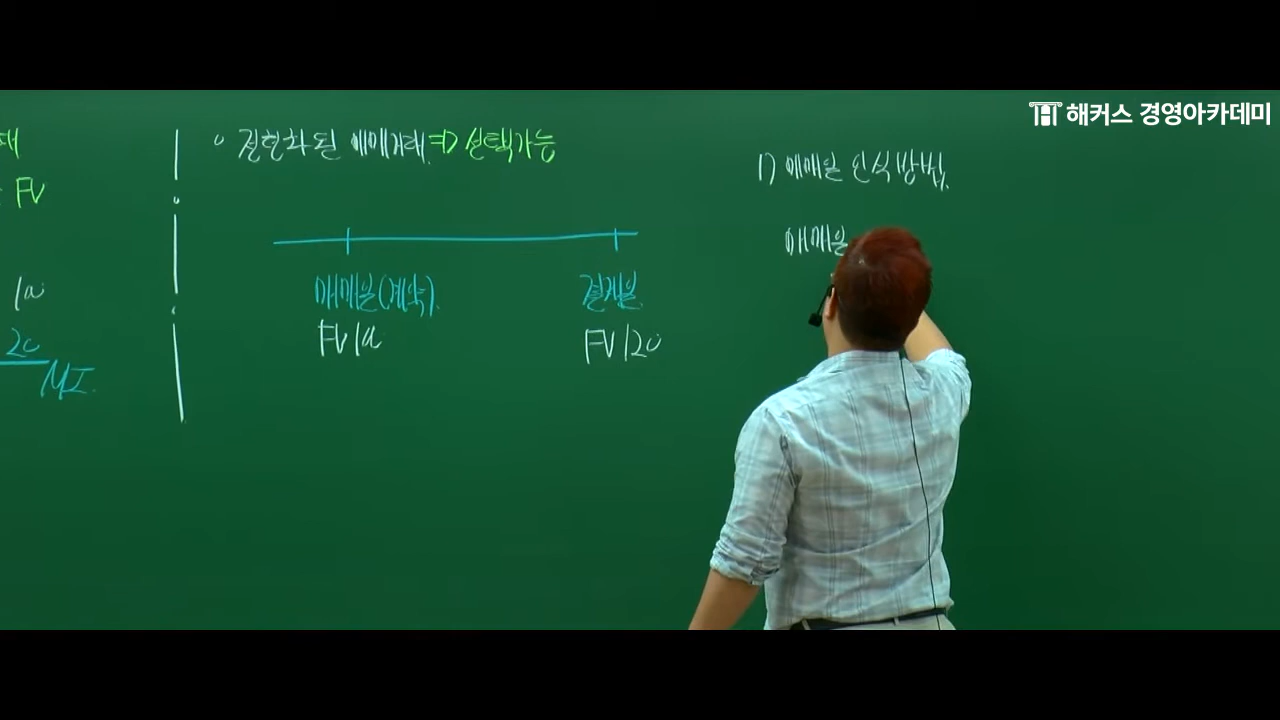 해커스 경영아카데미
FV
20
MI.
정형화된 매매거래 => 선택가능
매매일(계약).
결제일.
FV 100
FV 120
1) 매매일 인식방법.
매매일